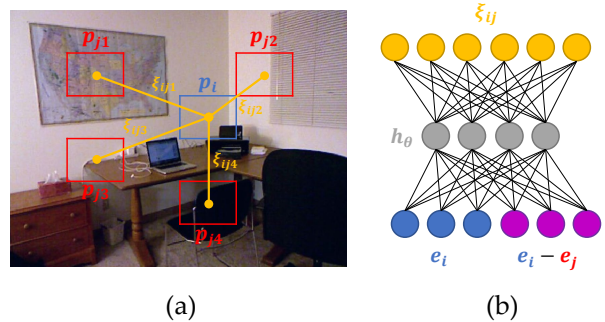 p_{j1}
p_{j2}
p_i
ξ_{ij1}
ξ_{ij2}
ξ_{ij3}
ξ_{ij4}
p_{j3}
p_{j4}
(a)
ξ_{ij}
h_θ
e_i
e_i − e_j
(b)